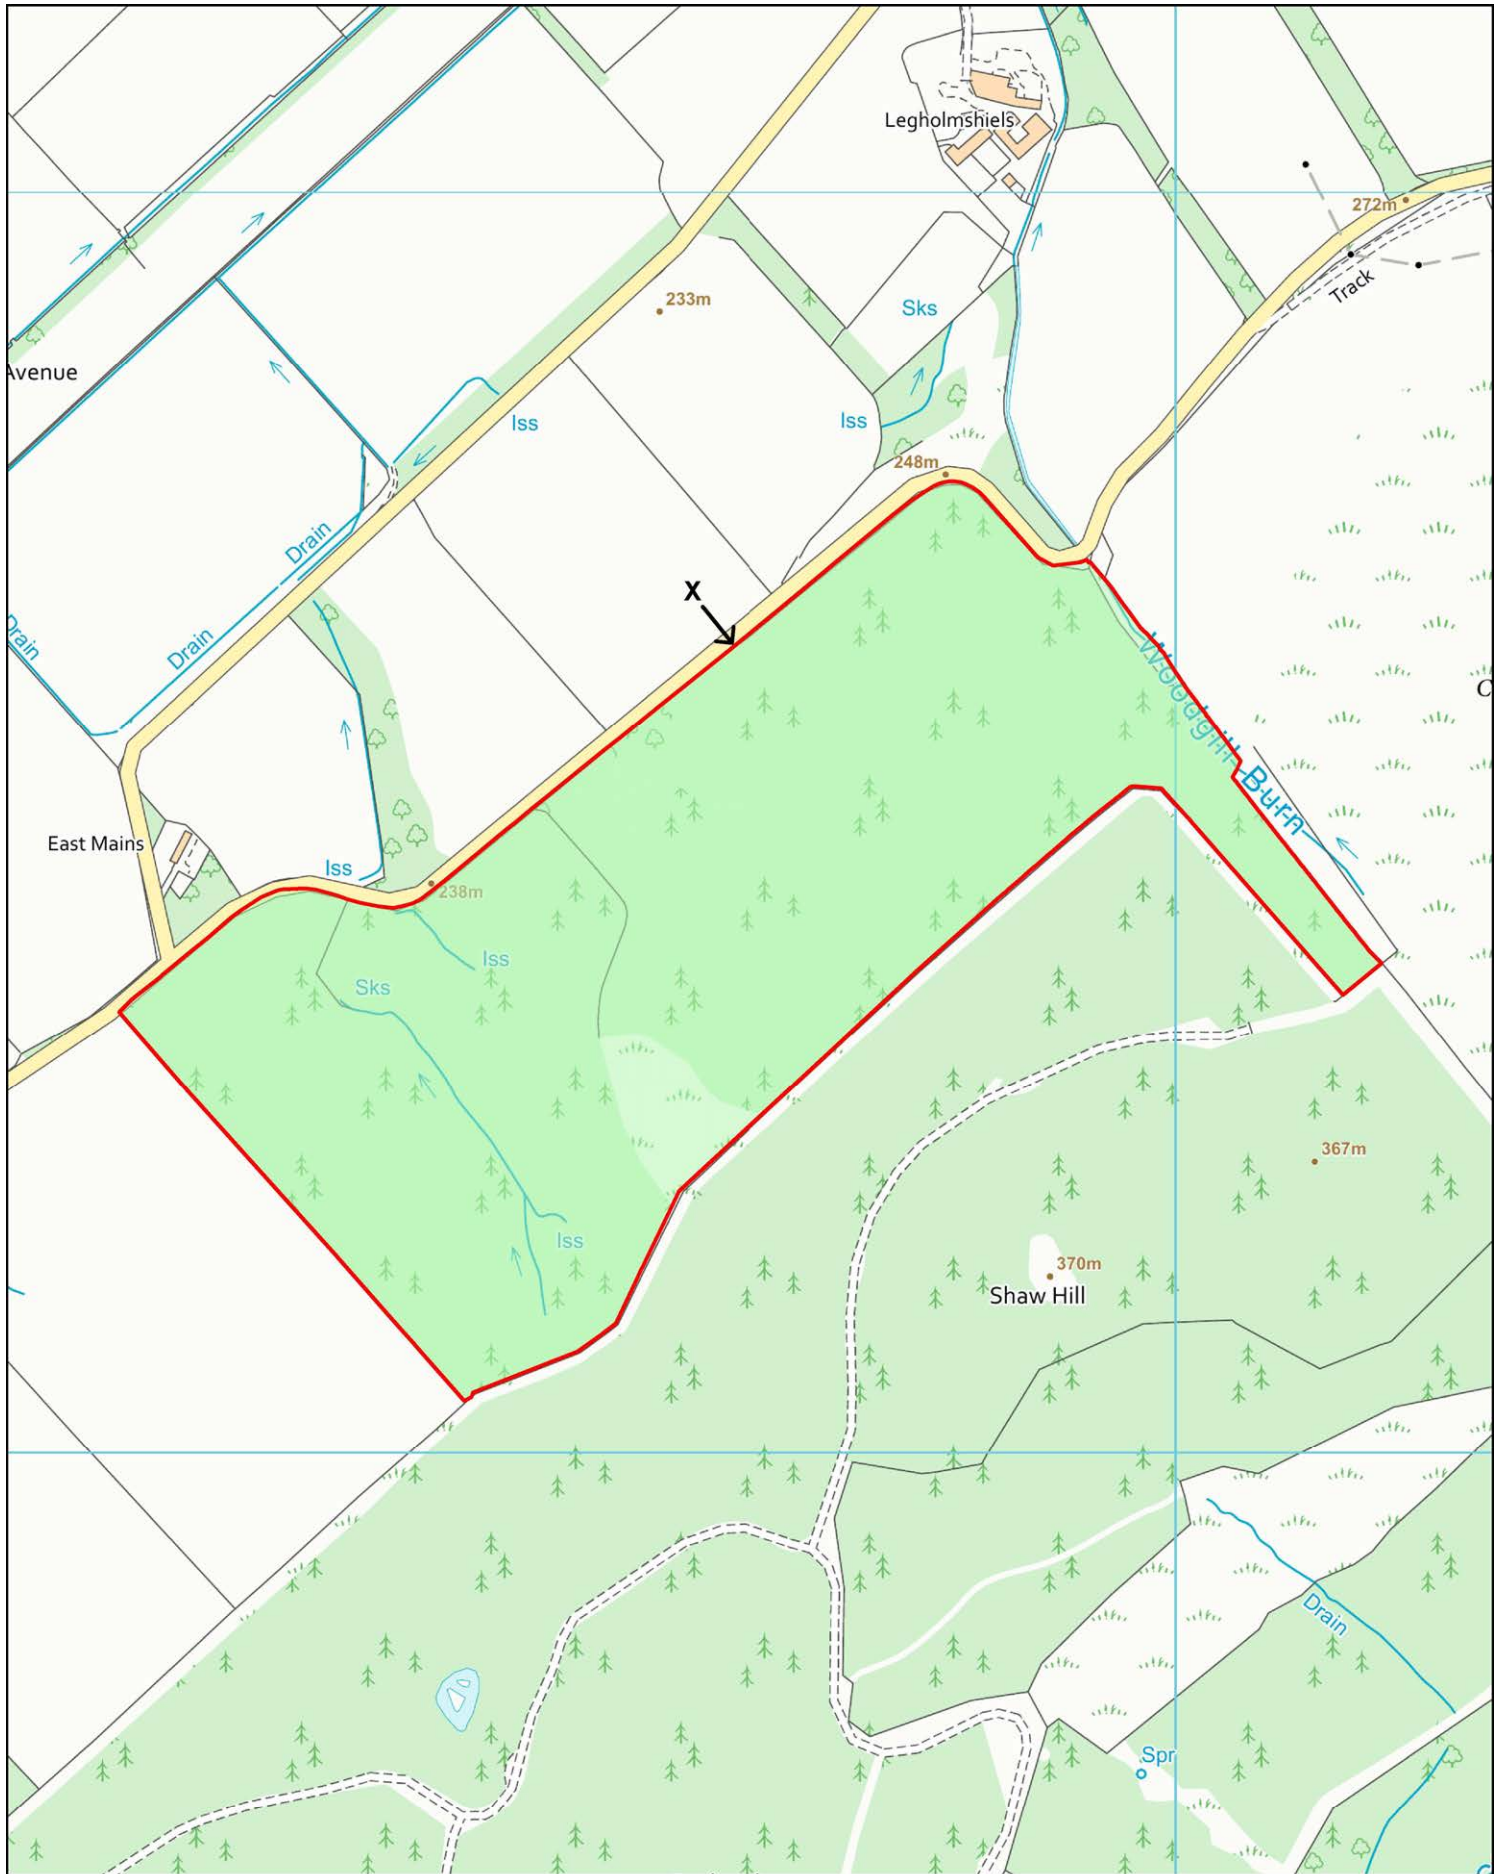 Legholmshiels
272m
Track
233m
Sks
Avenue
Iss
Iss
248m
Drain
X
Drain
Drain
Woodgill Burn
C
East Mains
Iss
238m
Iss
Sks
367m
Iss
370m
Shaw Hill
Drain
Spr